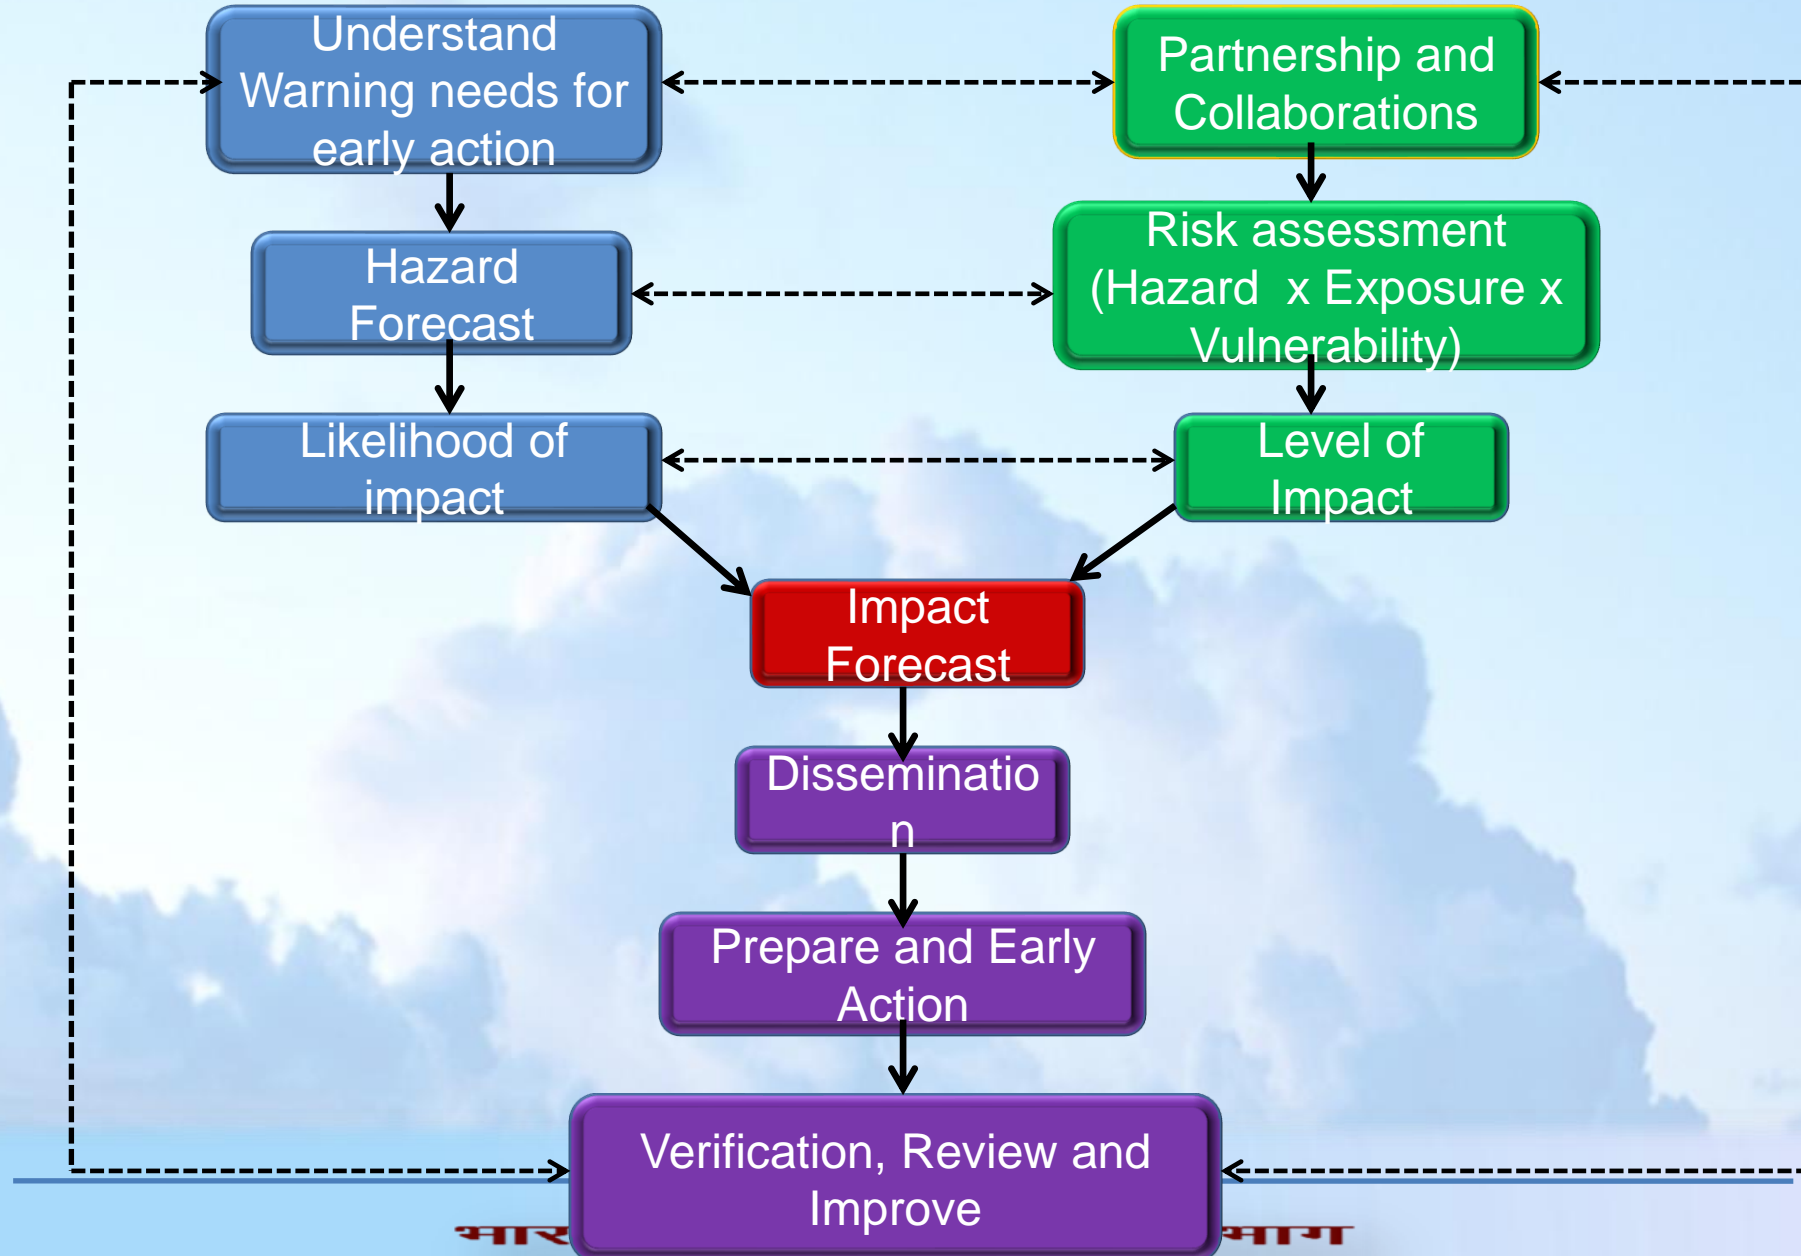 Understand
Warning needs for
early action
Partnership and
Collaborations
Hazard
Forecast
Risk assessment
(Hazard x Exposure x
Vulnerability)
Likelihood of
impact
Level of
Impact
Impact
Forecast
Disseminatio
n
Prepare and Early
Action
Verification, Review and
Improve